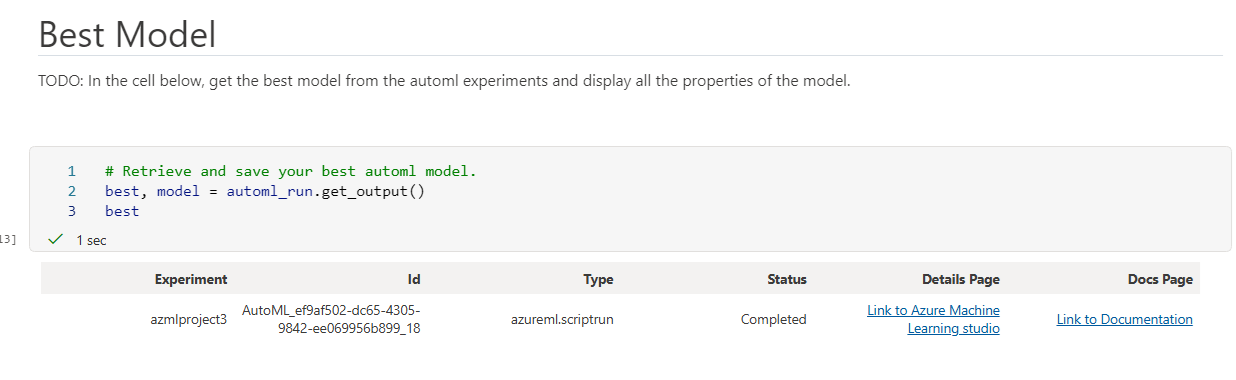 Best Model
TODO: In the cell below, get the best model from the automl experiments and display all the properties of the model.
1 # Retrieve and save your best automl model.
2 best, model = automl_run.get_output()
3 best
13]
1 sec
Experiment Id Type Status Details Page Docs Page
azmlproject3 AutoML_ef9af502-dc65-4305-
9842-ee069956b899_18 azureml.scriptrun Completed Link to Azure Machine
Learning studio Link to Documentation